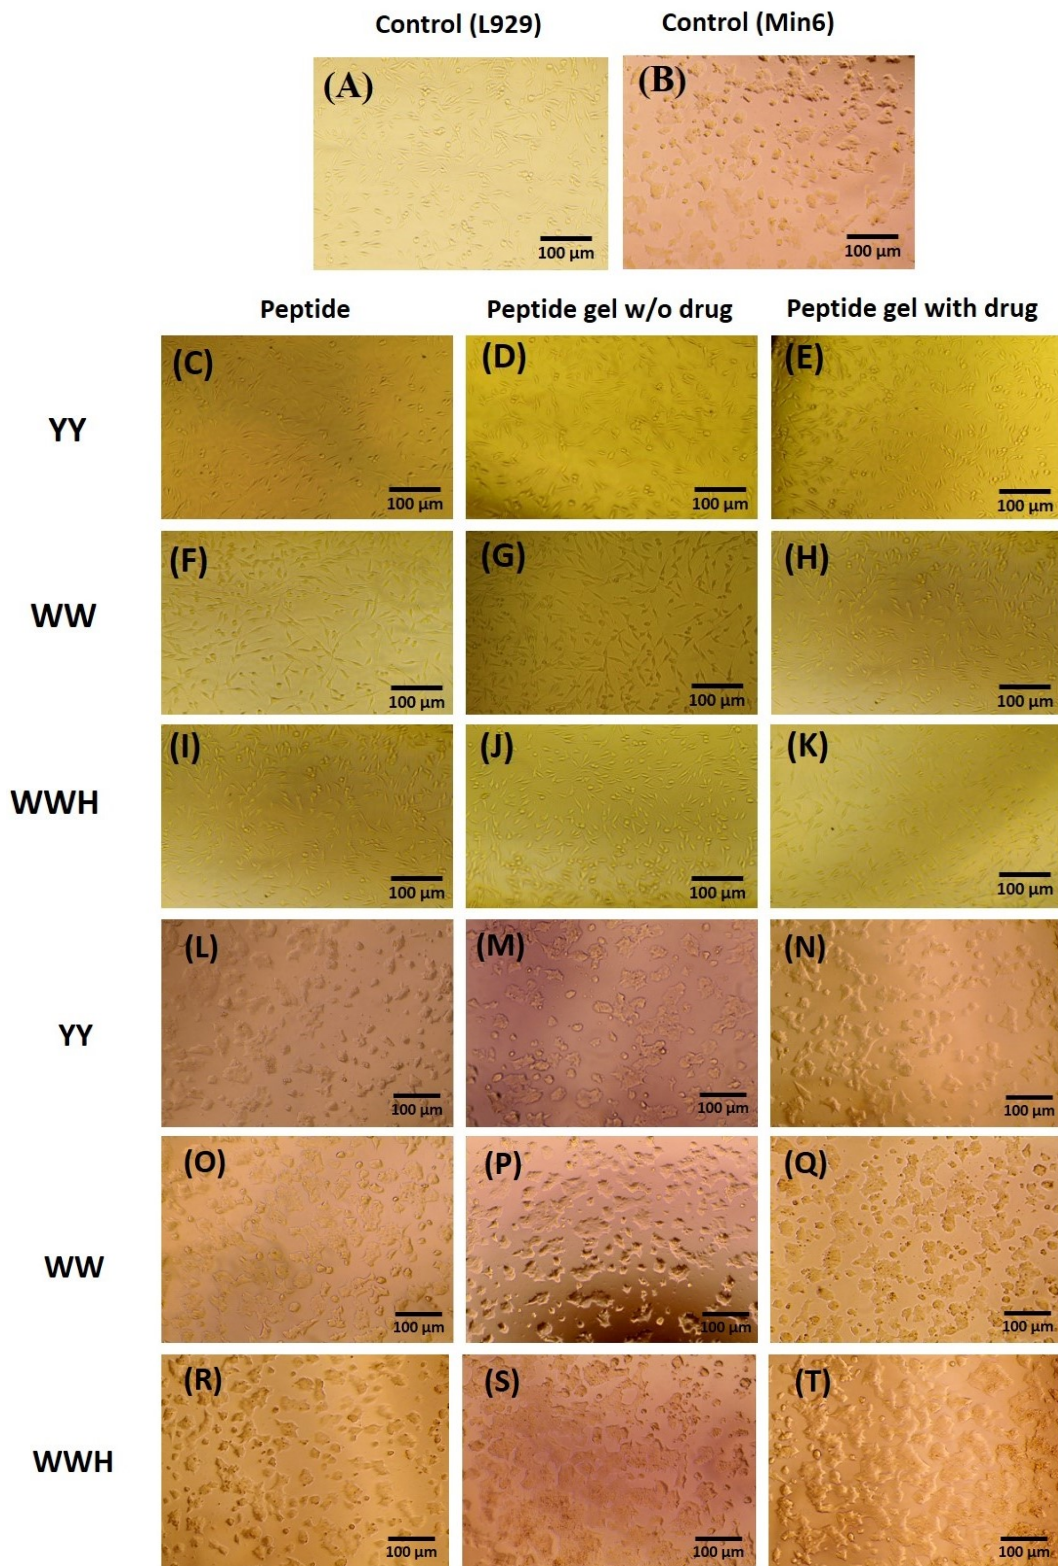 Control (L929) Control (Min6)
(A) (B)
100 µm 100 µm
Peptide Peptide gel w/o drug Peptide gel with drug
YY (C) (D) (E)
100 µm 100 µm 100 µm
WW (F) (G) (H)
100 µm 100 µm 100 µm
WWH (I) (J) (K)
100 µm 100 µm 100 µm
YY (L) (M) (N)
100 µm 100 µm 100 µm
WW (O) (P) (Q)
100 µm 100 µm 100 µm
WWH (R) (S) (T)
100 µm 100 µm 100 µm